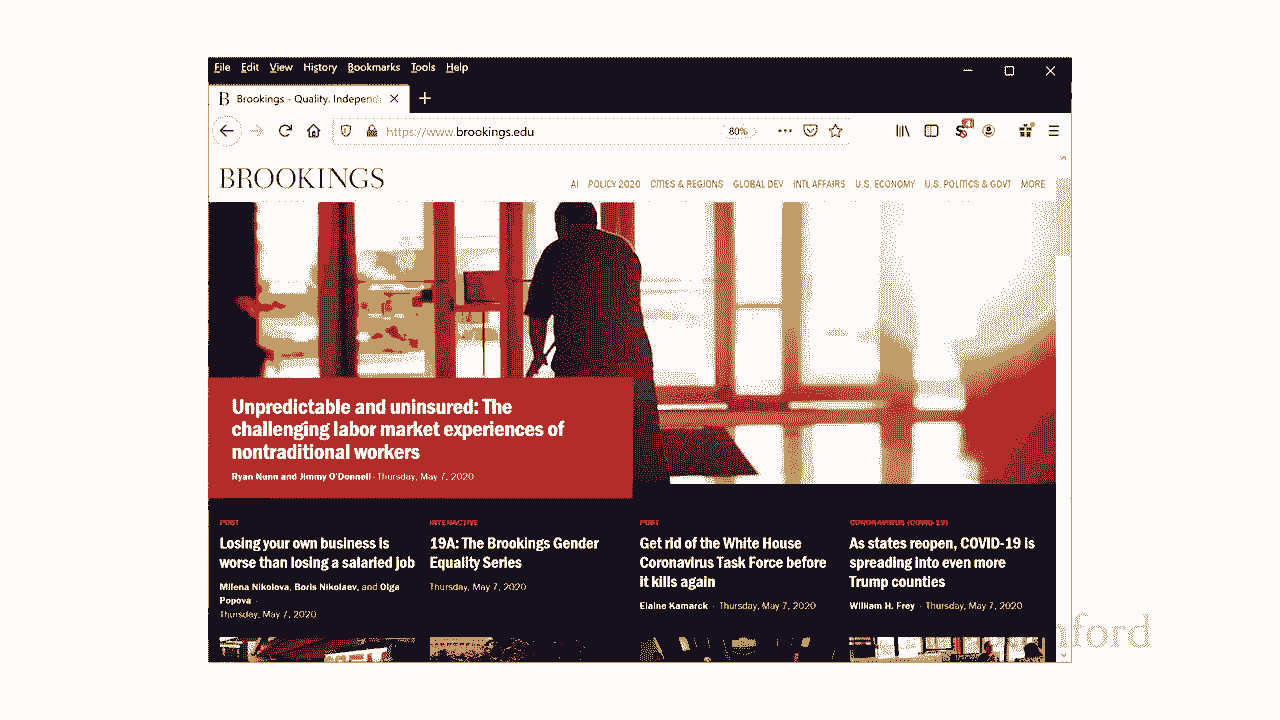 File Edit View History Bookmarks Tools Help
B Brookings - Quality. Independ
https://www.brookings.edu 80%
4
BROOKINGS
AI POLICY 2020 CITIES & REGIONS GLOBAL DEV INTL AFFAIRS U.S. ECONOMY U.S. POLITICS & GOVT MORE
Unpredictable and uninsured: The
challenging labor market experiences of
nontraditional workers
Ryan Nunn and Jimmy O'Donnell · Thursday, May 7, 2020
POST
Losing your own business is
worse than losing a salaried job
Milena Nikolova, Boris Nikolaev, and Olga
Popova ·
Thursday, May 7, 2020
INTERACTIVE
19A: The Brookings Gender
Equality Series
Thursday, May 7, 2020
POST
Get rid of the White House
Coronavirus Task Force before
it kills again
Elaine Kamarck · Thursday, May 7, 2020
CORONAVIRUS (COVID-19)
As states reopen, COVID-19 is
spreading into even more
Trump counties
William H. Frey · Thursday, May 7, 2020
nford